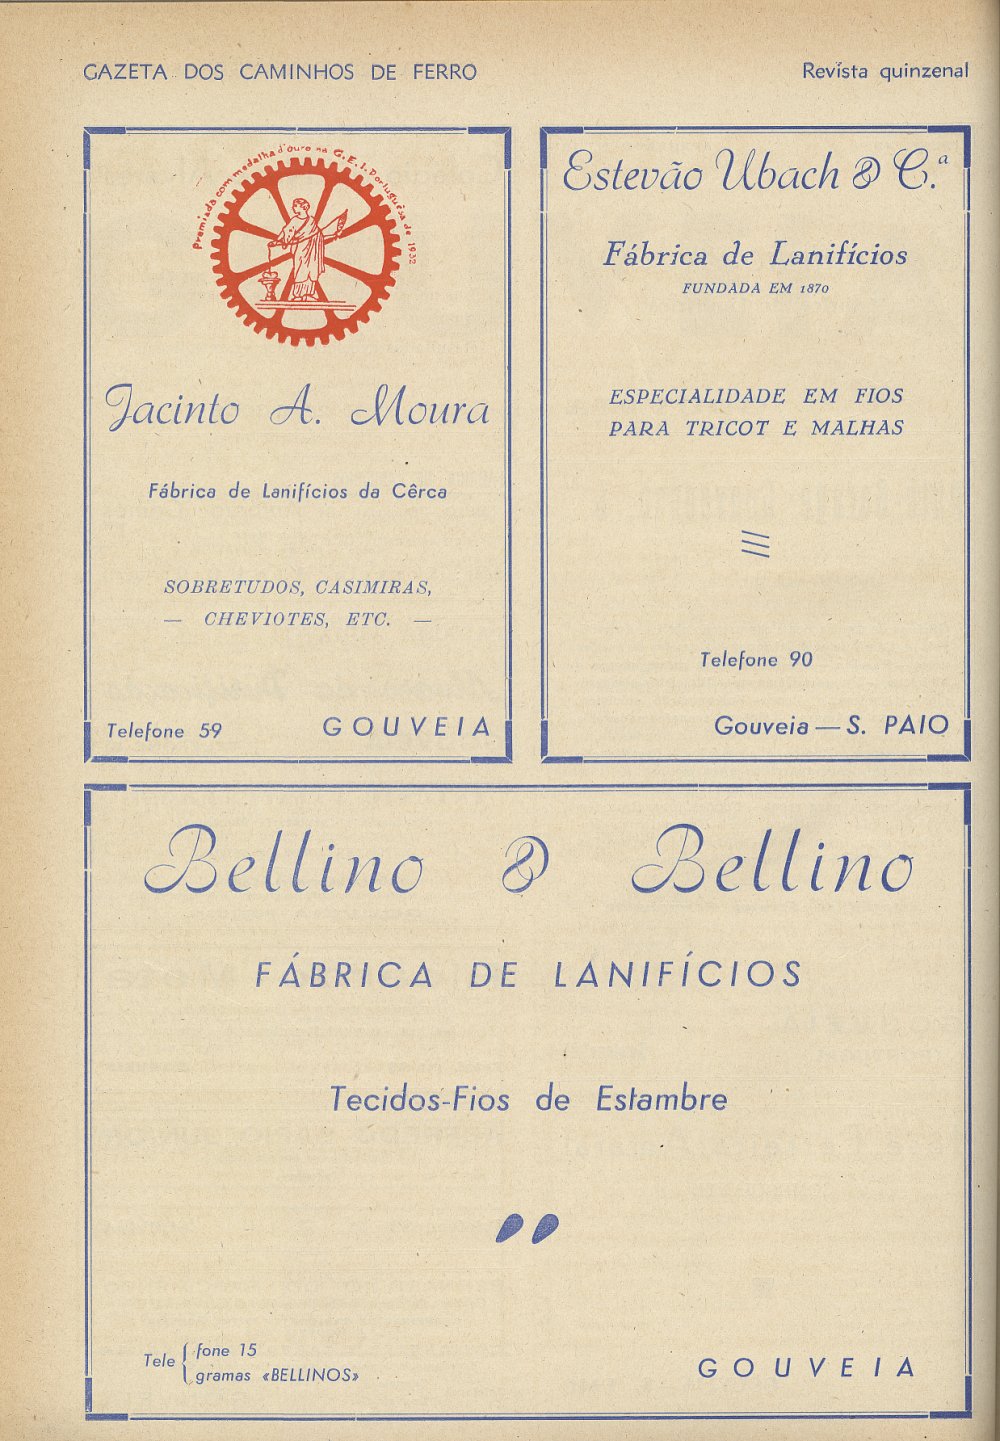 GAZETA DOS CAMINHOS DE FERRO
Revista quinzenal
Premiada com medalha d'ouro na G. E. I. Portuguêsa de 1932
Jacinto A. Moura
Fábrica de Lanifícios da Cêrca
SOBRETUDOS, CASIMIRAS,
— CHEVIOTES, ETC. —
Telefone 59
GOUVEIA
Estevão Ubach & C.ª
Fábrica de Lanifícios
FUNDADA EM 1870
ESPECIALIDADE EM FIOS
PARA TRICOT E MALHAS
Telefone 90
Gouveia — S. PAIO
Bellino & Bellino
FÁBRICA DE LANIFÍCIOS
Tecidos-Fios de Estambre
Tele { fone 15
gramas «BELLINOS»
GOUVEIA